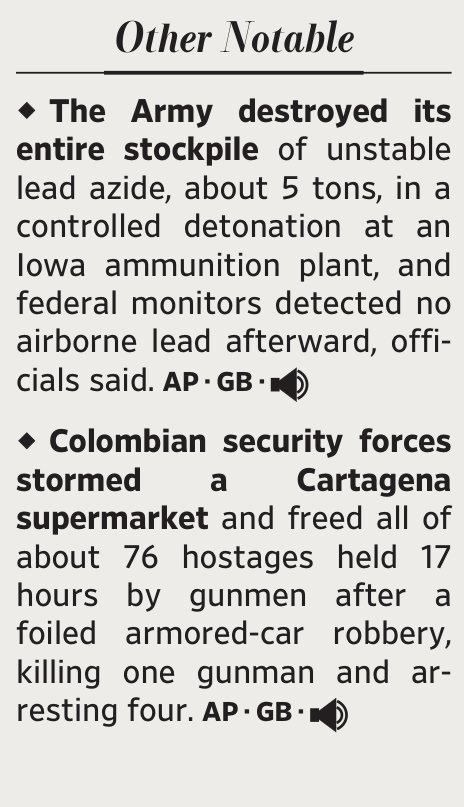 Other Notable
◆ The Army destroyed its
entire stockpile of unstable
lead azide, about 5 tons, in a
controlled detonation at an
Iowa ammunition plant, and
federal monitors detected no
airborne lead afterward, offi-
cials said. AP · GB ·
◆ Colombian security forces
stormed a Cartagena
supermarket and freed all of
about 76 hostages held 17
hours by gunmen after a
foiled armored-car robbery,
killing one gunman and ar-
resting four. AP · GB ·